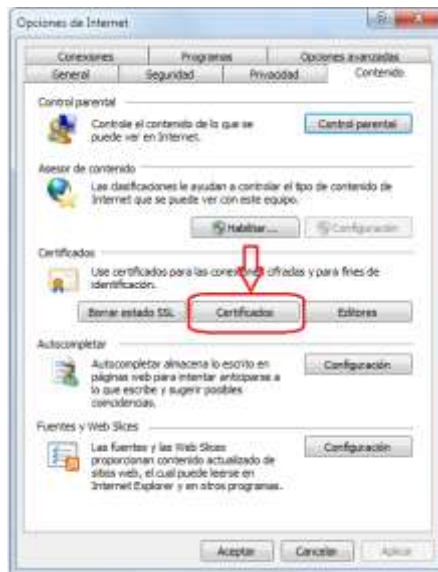 Opciones de Internet
Conexiones Programas Opciones avanzadas
General Seguridad Privacidad Contenido
Control parental
Controle el contenido de lo que se
puede ver en Internet.
Control parental
Asesor de contenido
Las clasificaciones le ayudan a controlar el tipo de contenido de
Internet que se puede ver con este equipo.
Habilitar... Configuración
Certificados
Use certificados para las conexiones cifradas y para fines de
identificación.
Borrar estado SSL Certificados Editores
Autocompletar
Autocompletar almacena lo escrito en
páginas web para intentar anticiparse a
lo que escribe y sugerir posibles
coincidencias.
Configuración
Fuentes y Web Slices
Las fuentes y las Web Slices
proporcionan contenido actualizado de
sitios web, el cual puede leerse en
Internet Explorer y en otros programas.
Configuración
Aceptar Cancelar Aplicar